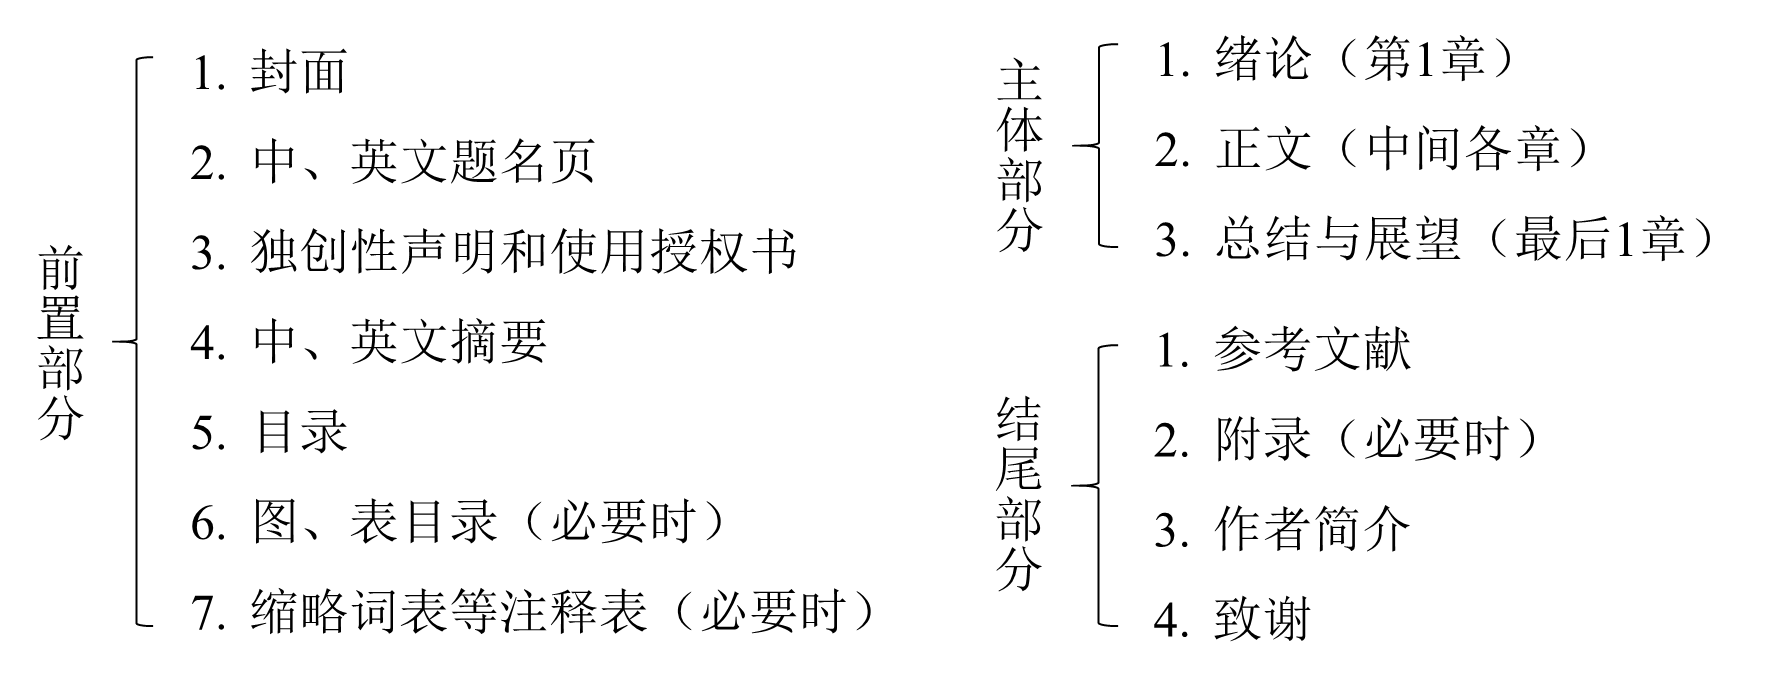 前置部分
1. 封面
2. 中、英文题名页
3. 独创性声明和使用授权书
4. 中、英文摘要
5. 目录
6. 图、表目录（必要时）
7. 缩略词表等注释表（必要时）
主体部分
1. 绪论（第1章）
2. 正文（中间各章）
3. 总结与展望（最后1章）
结尾部分
1. 参考文献
2. 附录（必要时）
3. 作者简介
4. 致谢